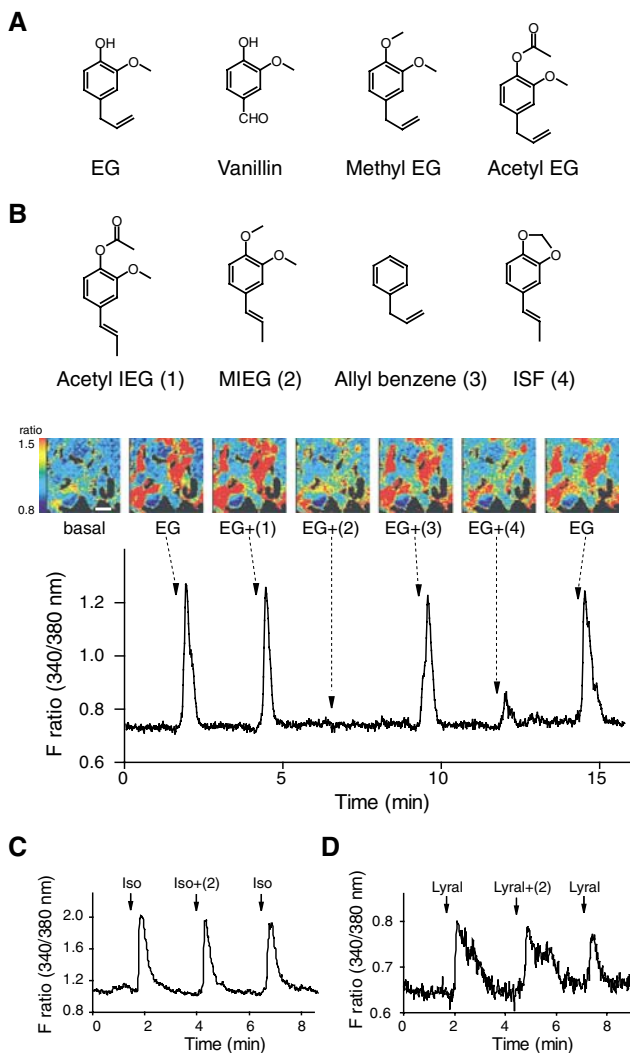 A
OH
O
EG
OH
O
CHO
Vanillin
O
O
Methyl EG
O
O
O
Acetyl EG
B
O
O
O
Acetyl IEG (1)
O
O
MIEG (2)
Allyl benzene (3)
O
O
ISF (4)
ratio
1.5
0.8
basal EG EG+(1) EG+(2) EG+(3) EG+(4) EG
F ratio (340/380 nm)
1.2
1.0
0.8
0.6
0 5 10 15
Time (min)
C
Iso Iso+(2) Iso
F ratio (340/380 nm)
2.0
1.6
1.2
0.8
0 2 4 6 8
Time (min)
D
Lyral Lyral+(2) Lyral
F ratio (340/380 nm)
0.8
0.7
0.6
0 2 4 6 8
Time (min)